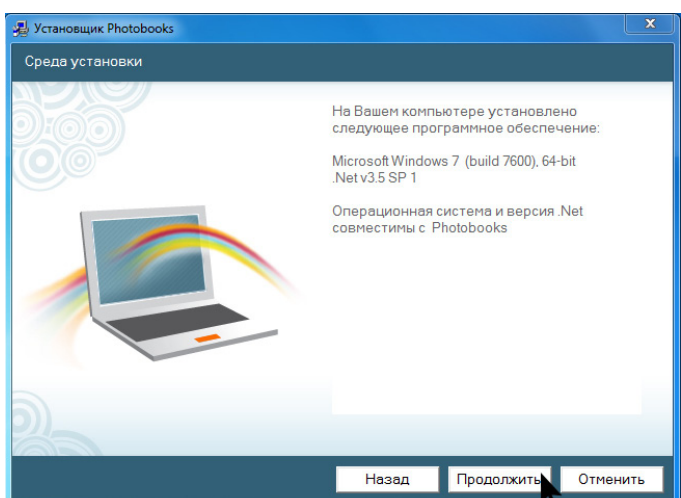 Установщик Photobooks
Среда установки
На Вашем компьютере установлено
следующее программное обеспечение:
Microsoft Windows 7 (build 7600), 64-bit
.Net v3.5 SP 1
Операционная система и версия .Net
совместимы с Photobooks
Назад Продолжить Отменить